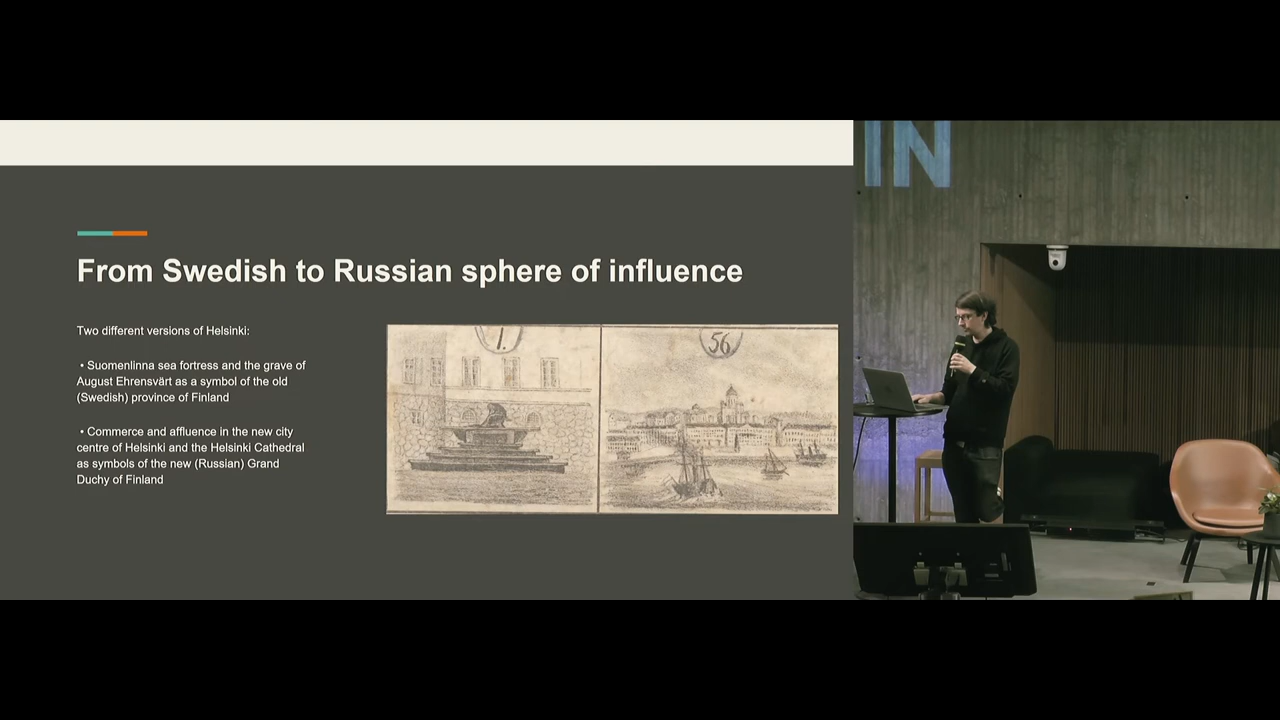 IN
From Swedish to Russian sphere of influence
Two different versions of Helsinki:
• Suomenlinna sea fortress and the grave of
August Ehrensvärt as a symbol of the old
(Swedish) province of Finland
• Commerce and affluence in the new city
centre of Helsinki and the Helsinki Cathedral
as symbols of the new (Russian) Grand
Duchy of Finland
1.
56